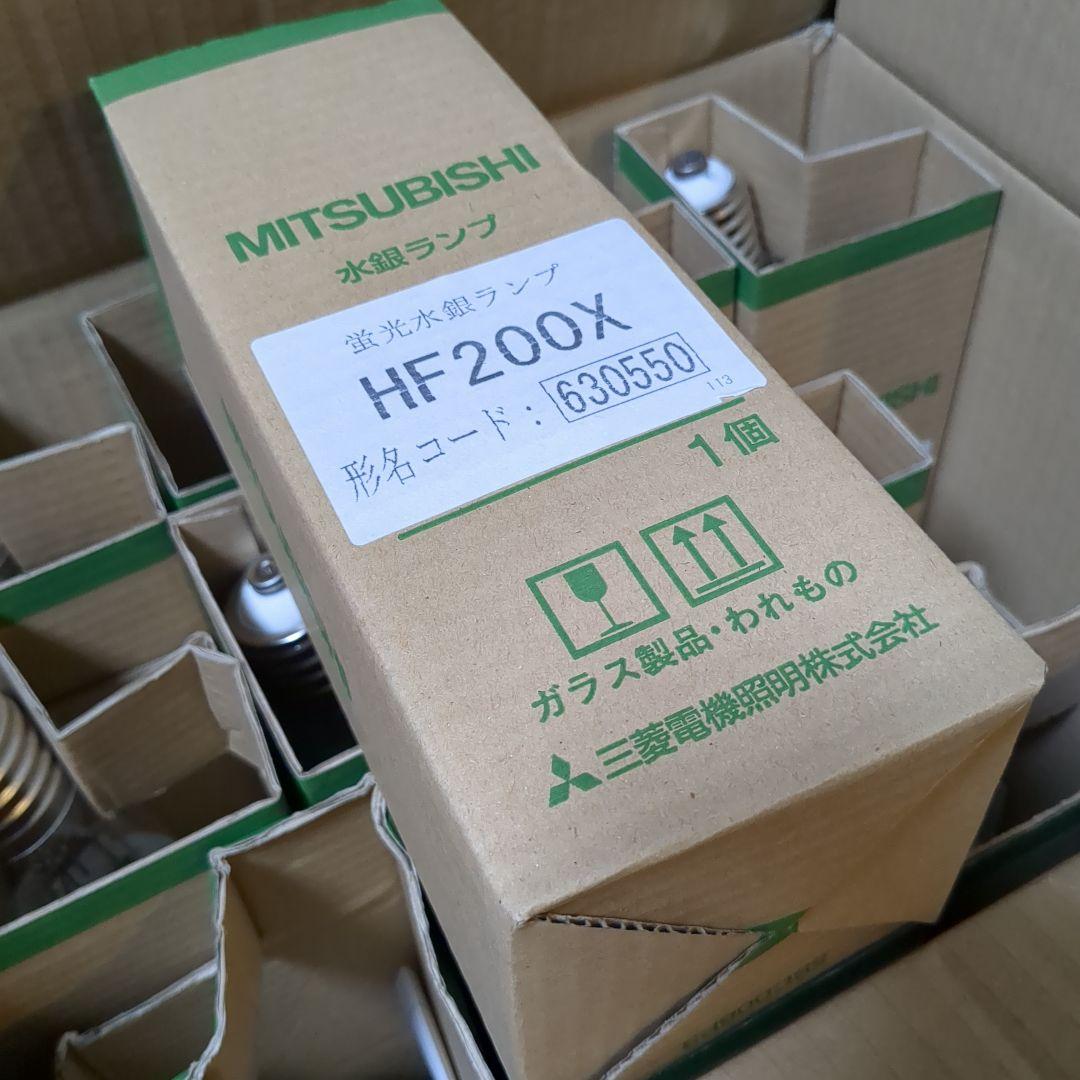 MITSUBISHI
水銀ランプ
蛍光水銀ランプ
HF200X
形名コード: 630550
113
1個
ガラス製品・われもの
三菱電機照明株式会社